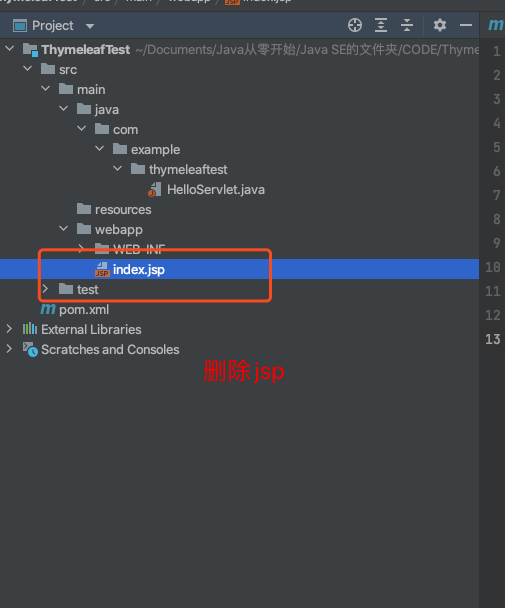 Project
ThymeleafTest ~/Documents/Java从零开始/Java SE的文件夹/CODE/Thyme
src
main
java
com
example
thymeleaftest
HelloServlet.java
resources
webapp
WEB-INF
index.jsp
test
pom.xml
External Libraries
Scratches and Consoles
删除jsp
1
2
3
4
5
6
7
8
9
10
11
12
13